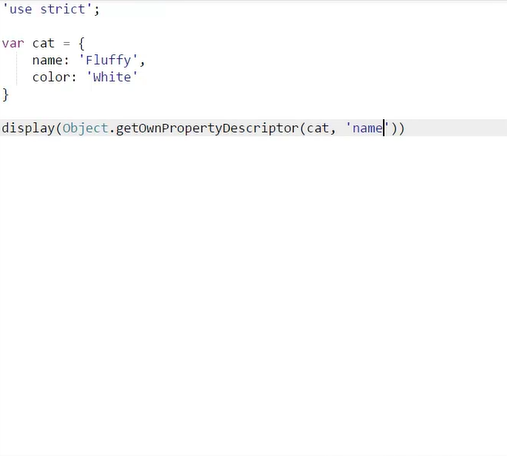 'use strict';
var cat = {
name: 'Fluffy',
color: 'White'
}
display(Object.getOwnPropertyDescriptor(cat, 'name'))